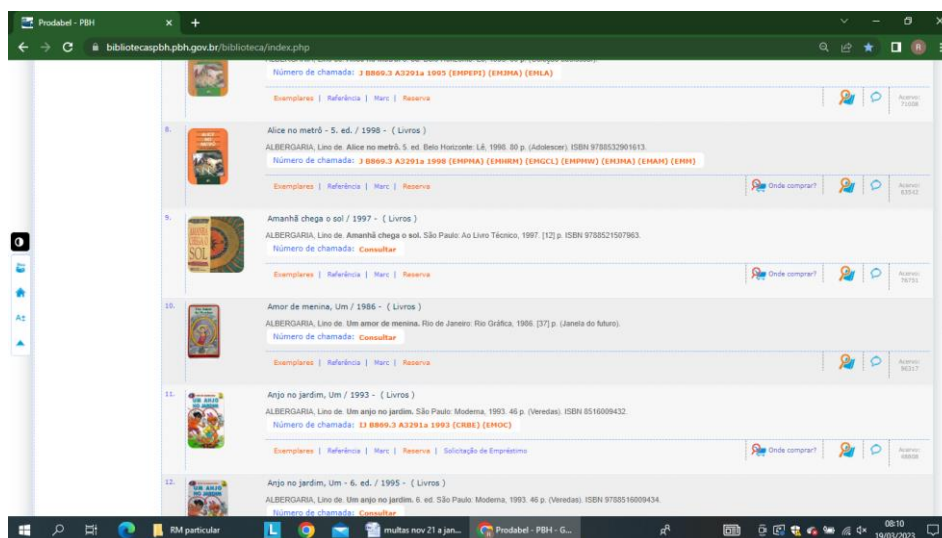 Prodabel - PBH
bibliotecaspbh.pbh.gov.br/biblioteca/index.php
Número de chamada: J B869.3 A3291a 1995 (EMPEPI) (EMJMA) (EMLA)
Exemplares | Referência | Marc | Reserva
Acervo:
8. Alice no metrô - 5. ed. / 1998 - ( Livros )
ALBERGARIA, Lino de. Alice no metrô. 5. ed. Belo Horizonte: Lê, 1998. 80 p. (Adolescer). ISBN 9788532901613.
Número de chamada: J B869.3 A3291a 1998 (EMPMA) (EMHRM) (EMGCL) (EMPMW) (EMJMA) (EMAM) (EMH)
Exemplares | Referência | Marc | Reserva
Onde comprar?
Acervo:
9. Amanhã chega o sol / 1997 - ( Livros )
ALBERGARIA, Lino de. Amanhã chega o sol. São Paulo: Ao Livro Técnico, 1997. [12] p. ISBN 9788521507963.
Número de chamada: Consultar
Exemplares | Referência | Marc | Reserva
Onde comprar?
Acervo:
10. Amor de menina, Um / 1986 - ( Livros )
ALBERGARIA, Lino de. Um amor de menina. Rio de Janeiro: Rio Gráfica, 1986. [37] p. (Janela do futuro).
Número de chamada: Consultar
Exemplares | Referência | Marc | Reserva
Acervo:
11. Anjo no jardim, Um / 1993 - ( Livros )
ALBERGARIA, Lino de. Um anjo no jardim. São Paulo: Moderna, 1993. 46 p. (Veredas). ISBN 8516009432.
Número de chamada: IJ B869.3 A3291a 1993 (CRBE) (EMOC)
Exemplares | Referência | Marc | Reserva | Solicitação de Empréstimo
Onde comprar?
Acervo:
12. Anjo no jardim, Um - 6. ed. / 1995 - ( Livros )
ALBERGARIA, Lino de. Um anjo no jardim. 6. ed. São Paulo: Moderna, 1993. 46 p. (Veredas). ISBN 9788516009434.
Número de chamada: Consultar
RM particular
multas nov 21 a jan...
Prodabel - PBH - G...
08:10
19/03/2023